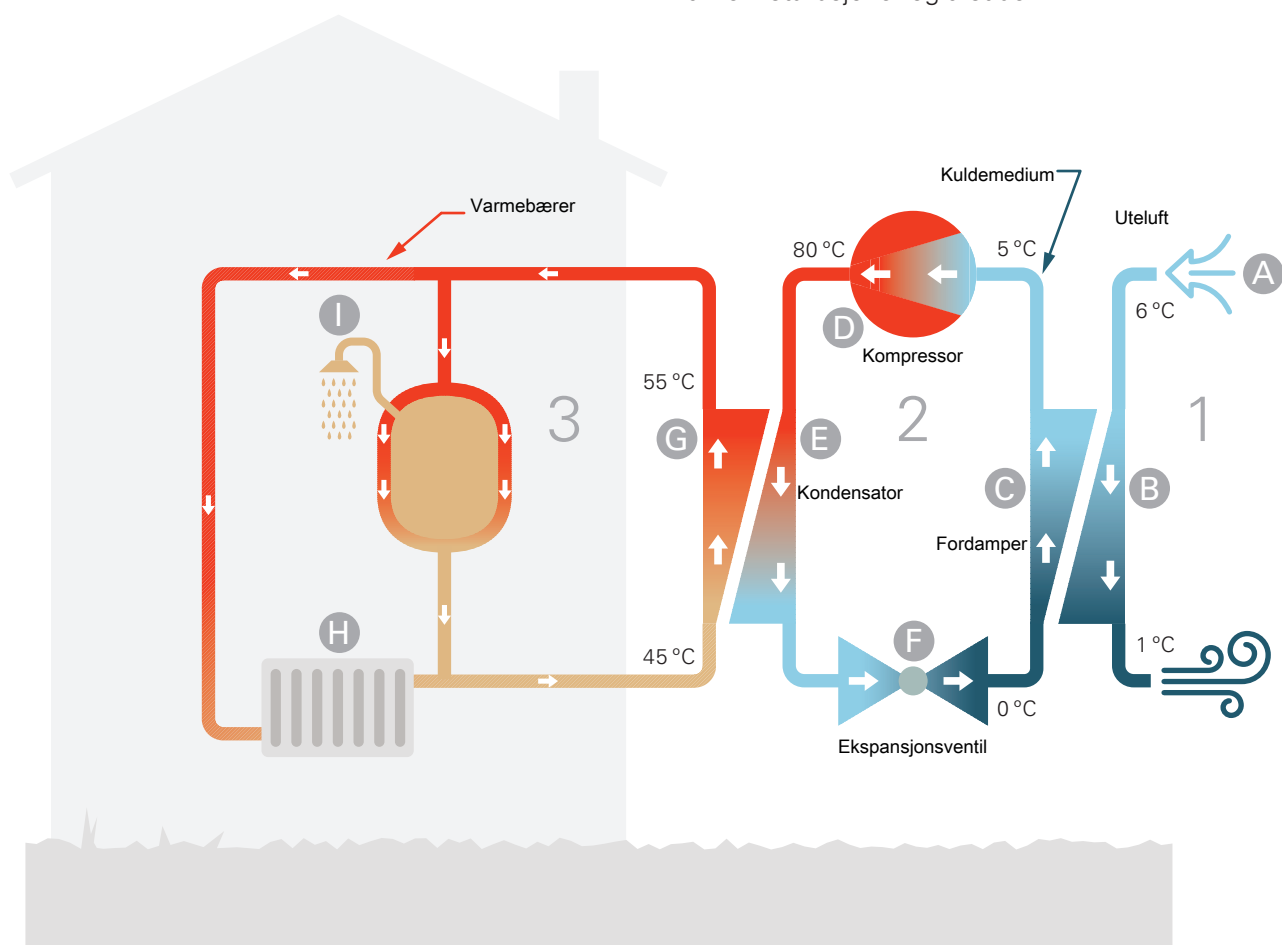 Kuldemedium
Varmebærer
Uteluft
80 °C
5 °C
A
6 °C
I
D
Kompressor
55 °C
3
2
1
G
E
C
B
Kondensator
Fordamper
H
F
45 °C
1 °C
0 °C
Ekspansjonsventil